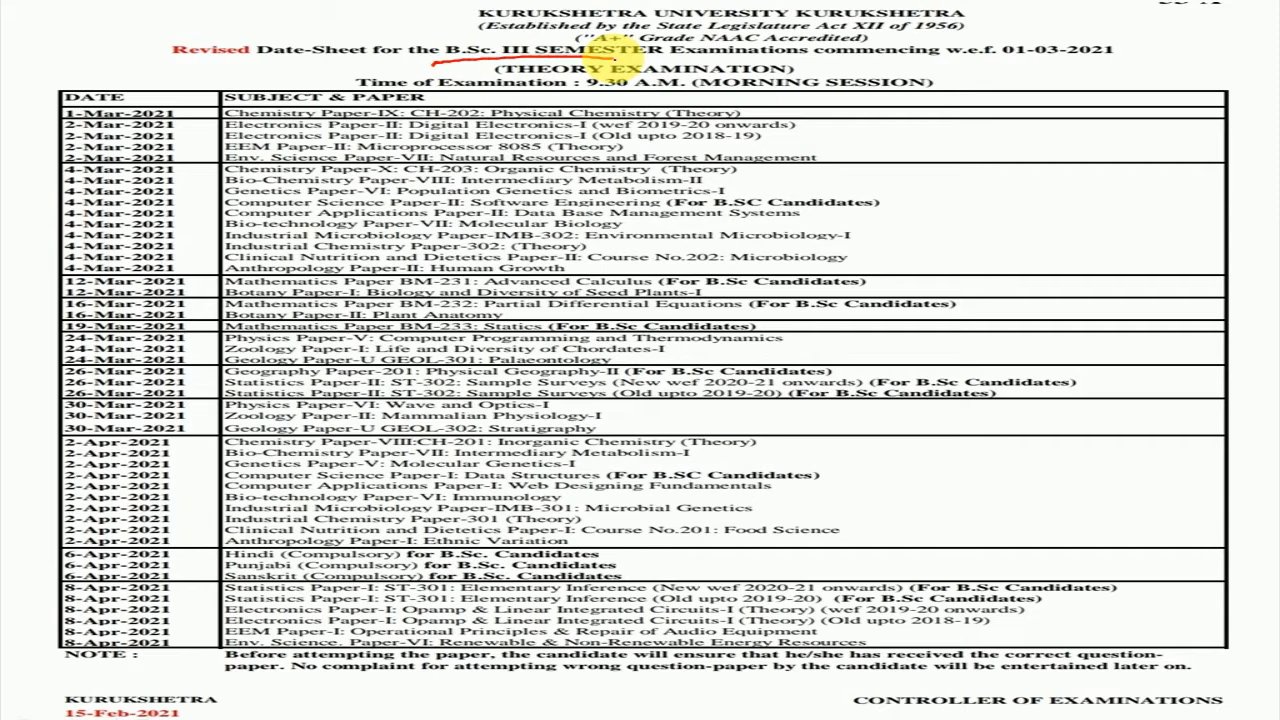 KURUKSHETRA UNIVERSITY KURUKSHETRA
(Established by the State Legislature Act XII of 1956)
("A+" Grade NAAC Accredited)
Revised Date-Sheet for the B.Sc. III SEMESTER Examinations commencing w.e.f. 01-03-2021
(THEORY EXAMINATION)
Time of Examination : 9.30 A.M. (MORNING SESSION)
DATE SUBJECT & PAPER
1-Mar-2021 Chemistry Paper-IX: CH-202: Physical Chemistry (Theory)
2-Mar-2021 Electronics Paper-II: Digital Electronics-I (wef 2019-20 onwards)
2-Mar-2021 Electronics Paper-II: Digital Electronics-I (Old upto 2018-19)
2-Mar-2021 EEM Paper-II: Microprocessor 8085 (Theory)
2-Mar-2021 Env. Science Paper-VII: Natural Resources and Forest Management
4-Mar-2021 Chemistry Paper-X: CH-203: Organic Chemistry (Theory)
4-Mar-2021 Bio-Chemistry Paper-VIII: Intermediary Metabolism-II
4-Mar-2021 Genetics Paper-VI: Population Genetics and Biometrics-I
4-Mar-2021 Computer Science Paper-II: Software Engineering (For B.SC Candidates)
4-Mar-2021 Computer Applications Paper-II: Data Base Management Systems
4-Mar-2021 Bio-technology Paper-VII: Molecular Biology
4-Mar-2021 Industrial Microbiology Paper-IMB-302: Environmental Microbiology-I
4-Mar-2021 Industrial Chemistry Paper-302: (Theory)
4-Mar-2021 Clinical Nutrition and Dietetics Paper-II: Course No.202: Microbiology
4-Mar-2021 Anthropology Paper-II: Human Growth
12-Mar-2021 Mathematics Paper BM-231: Advanced Calculus (For B.Sc Candidates)
12-Mar-2021 Botany Paper-I: Biology and Diversity of Seed Plants-I
16-Mar-2021 Mathematics Paper BM-232: Partial Differential Equations (For B.Sc Candidates)
16-Mar-2021 Botany Paper-II: Plant Anatomy
19-Mar-2021 Mathematics Paper BM-233: Statics (For B.Sc Candidates)
24-Mar-2021 Physics Paper-V: Computer Programming and Thermodynamics
24-Mar-2021 Zoology Paper-I: Life and Diversity of Chordates-I
24-Mar-2021 Geology Paper-U GEOL-301: Palaeontology
26-Mar-2021 Geography Paper-201: Physical Geography-II (For B.Sc Candidates)
26-Mar-2021 Statistics Paper-II: ST-302: Sample Surveys (New wef 2020-21 onwards) (For B.Sc Candidates)
26-Mar-2021 Statistics Paper-II: ST-302: Sample Surveys (Old upto 2019-20) (For B.Sc Candidates)
30-Mar-2021 Physics Paper-VI: Wave and Optics-I
30-Mar-2021 Zoology Paper-II: Mammalian Physiology-I
30-Mar-2021 Geology Paper-U GEOL-302: Stratigraphy
2-Apr-2021 Chemistry Paper-VIII:CH-201: Inorganic Chemistry (Theory)
2-Apr-2021 Bio-Chemistry Paper-VII: Intermediary Metabolism-I
2-Apr-2021 Genetics Paper-V: Molecular Genetics-I
2-Apr-2021 Computer Science Paper-I: Data Structures (For B.SC Candidates)
2-Apr-2021 Computer Applications Paper-I: Web Designing Fundamentals
2-Apr-2021 Bio-technology Paper-VI: Immunology
2-Apr-2021 Industrial Microbiology Paper-IMB-301: Microbial Genetics
2-Apr-2021 Industrial Chemistry Paper-301 (Theory)
2-Apr-2021 Clinical Nutrition and Dietetics Paper-I: Course No.201: Food Science
2-Apr-2021 Anthropology Paper-I: Ethnic Variation
6-Apr-2021 Hindi (Compulsory) for B.Sc. Candidates
6-Apr-2021 Punjabi (Compulsory) for B.Sc. Candidates
6-Apr-2021 Sanskrit (Compulsory) for B.Sc. Candidates
8-Apr-2021 Statistics Paper-I: ST-301: Elementary Inference (New wef 2020-21 onwards) (For B.Sc Candidates)
8-Apr-2021 Statistics Paper-I: ST-301: Elementary Inference (Old upto 2019-20) (For B.Sc Candidates)
8-Apr-2021 Electronics Paper-I: Opamp & Linear Integrated Circuits-I (Theory) (wef 2019-20 onwards)
8-Apr-2021 Electronics Paper-I: Opamp & Linear Integrated Circuits-I (Theory) (Old upto 2018-19)
8-Apr-2021 EEM Paper-I: Operational Principles & Repair of Audio Equipment
8-Apr-2021 Env. Science. Paper-VI: Renewable & Non-Renewable Energy Resources
NOTE : Before attempting the paper, the candidate will ensure that he/she has received the correct question-
paper. No complaint for attempting wrong question-paper by the candidate will be entertained later on.
KURUKSHETRA CONTROLLER OF EXAMINATIONS
15-Feb-2021